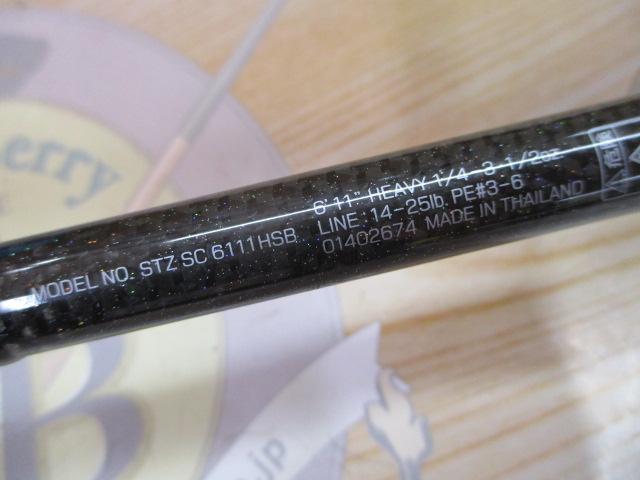 MODEL NO. STZ SC 6111HSB
6'11" HEAVY 1/4 - 3-1/2oz
LINE: 14-25lb. PE#3-6
01402674 MADE IN THAILAND
erry
B
.jp